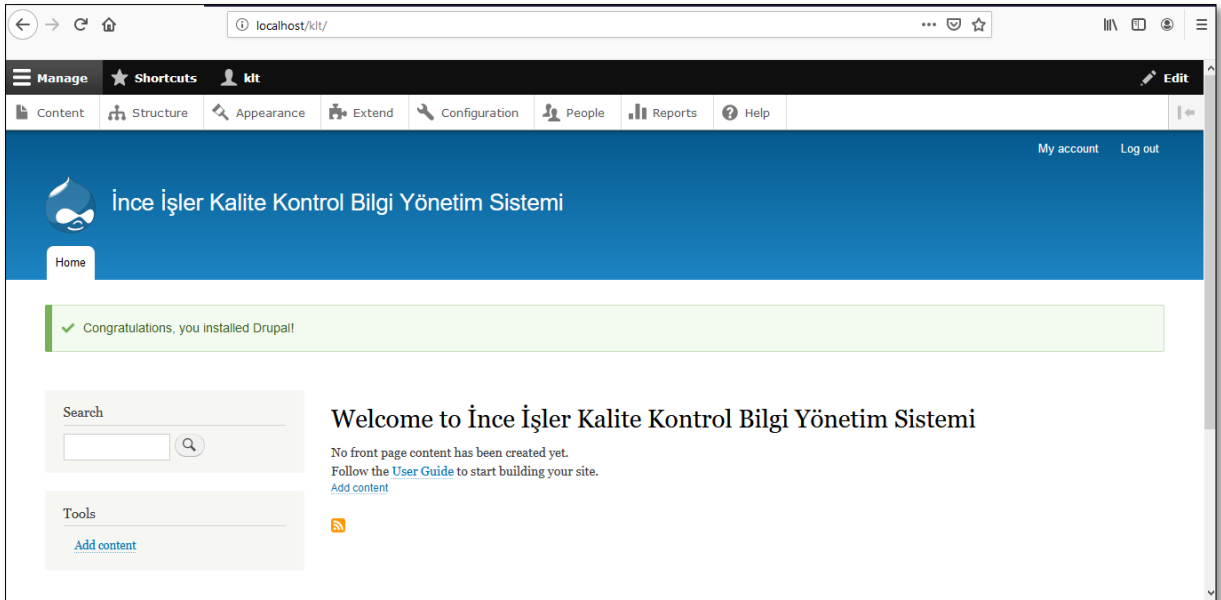 localhost/klt/
Manage Shortcuts klt Edit
Content Structure Appearance Extend Configuration People Reports Help
My account Log out
İnce İşler Kalite Kontrol Bilgi Yönetim Sistemi
Home
Congratulations, you installed Drupal!
Search
Welcome to İnce İşler Kalite Kontrol Bilgi Yönetim Sistemi
No front page content has been created yet.
Follow the User Guide to start building your site.
Add content
Tools
Add content